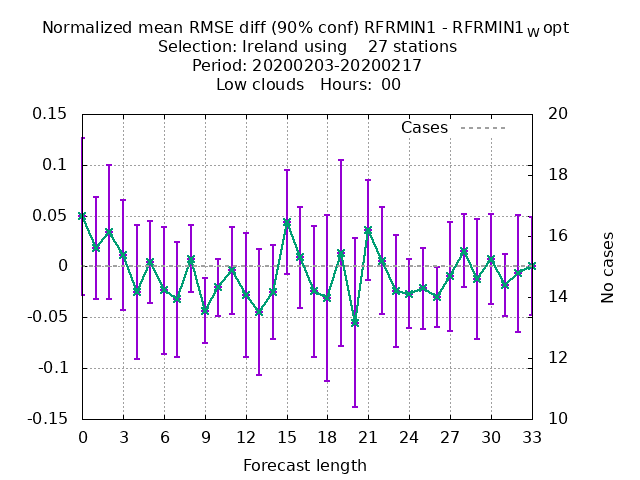 Normalized mean RMSE diff (90% conf) RFRMIN1 - RFRMIN1W opt
Selection: Ireland using 27 stations
Period: 20200203-20200217
Low clouds Hours: 00
Cases
0.15
0.1
0.05
0
-0.05
-0.1
-0.15
20
18
16
14
12
10
No cases
0 3 6 9 12 15 18 21 24 27 30 33
Forecast length